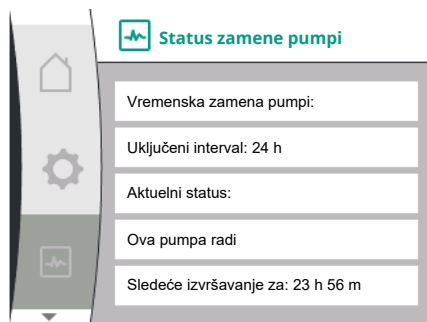 Status zamene pumpi
Vremenska zamena pumpi:
Uključeni interval: 24 h
Aktuelni status:
Ova pumpa radi
Sledeće izvršavanje za: 23 h 56 m